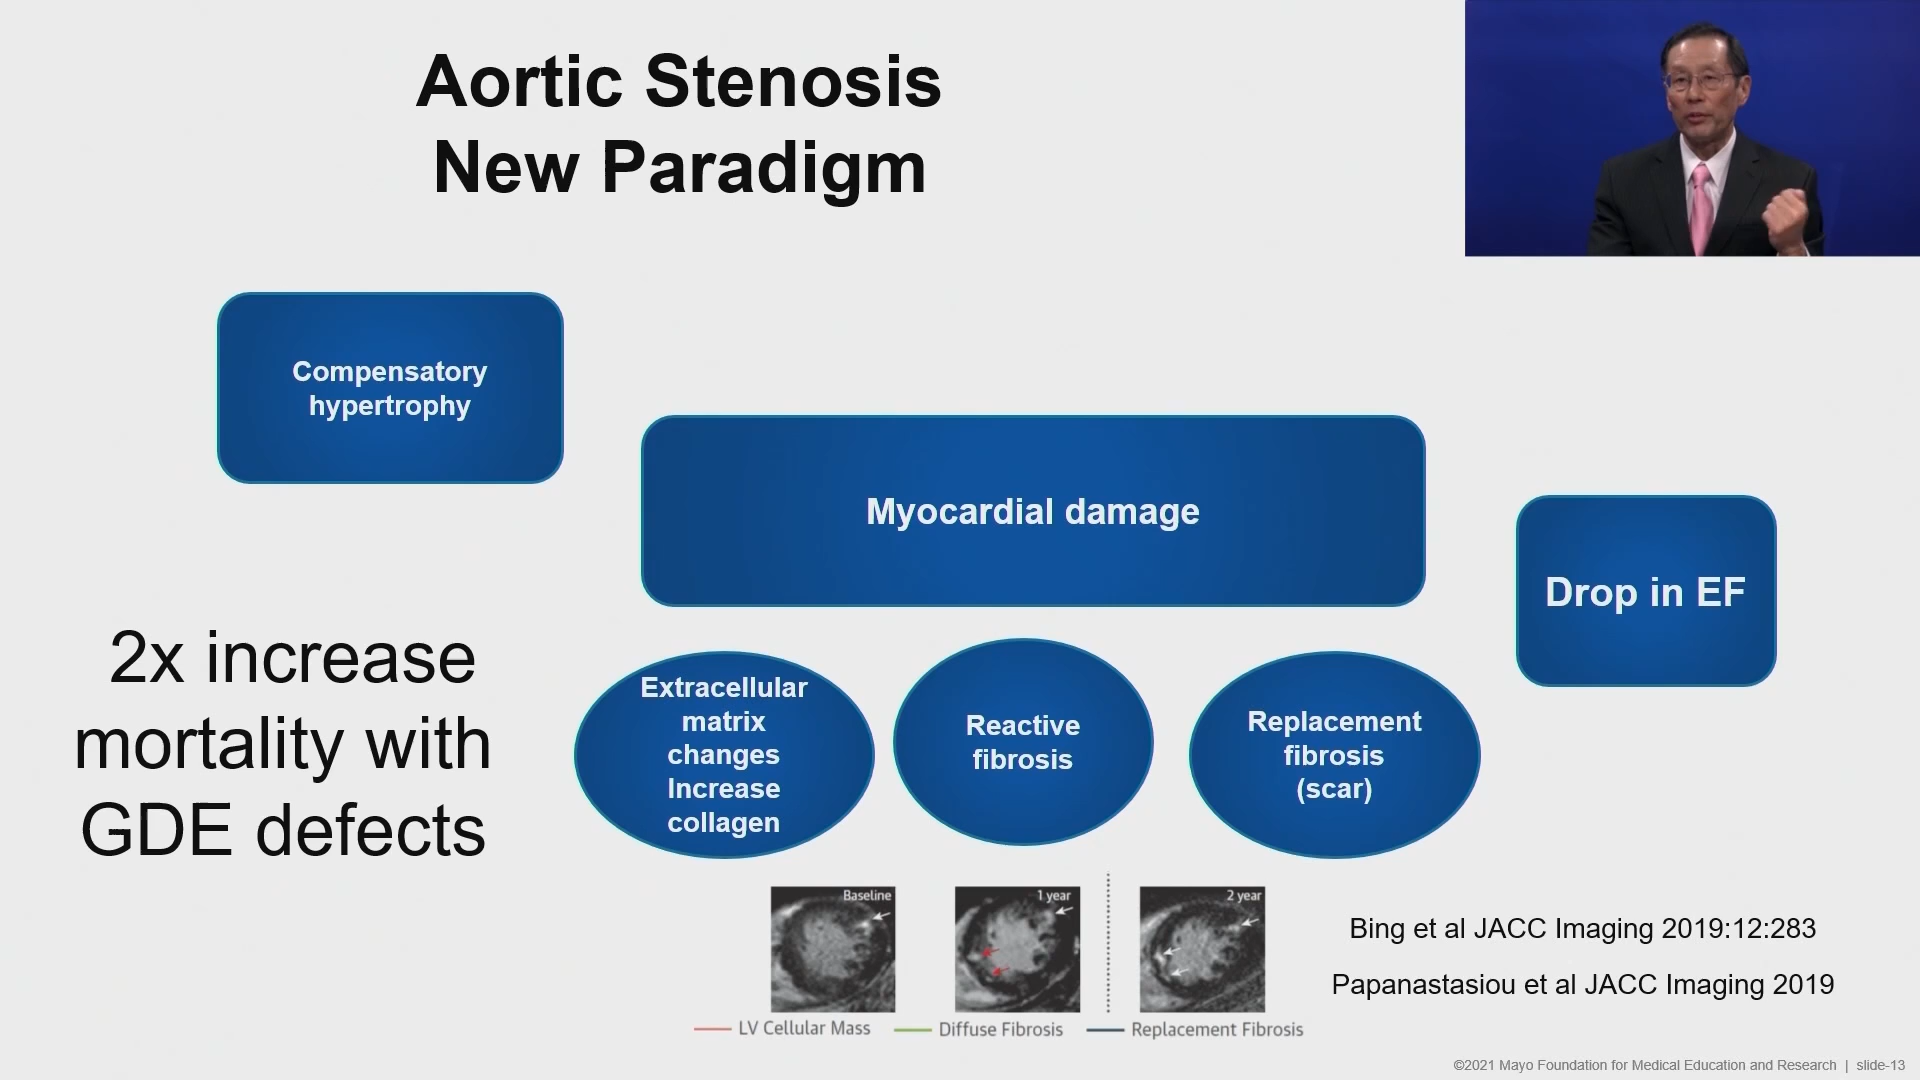 Aortic Stenosis
New Paradigm
Compensatory
hypertrophy
Myocardial damage
Drop in EF
2x increase
mortality with
GDE defects
Extracellular
matrix
changes
Increase
collagen
Reactive
fibrosis
Replacement
fibrosis
(scar)
Baseline
1 year
2 year
LV Cellular Mass
Diffuse Fibrosis
Replacement Fibrosis
Bing et al JACC Imaging 2019:12:283
Papanastasiou et al JACC Imaging 2019
©2021 Mayo Foundation for Medical Education and Research | slide-13